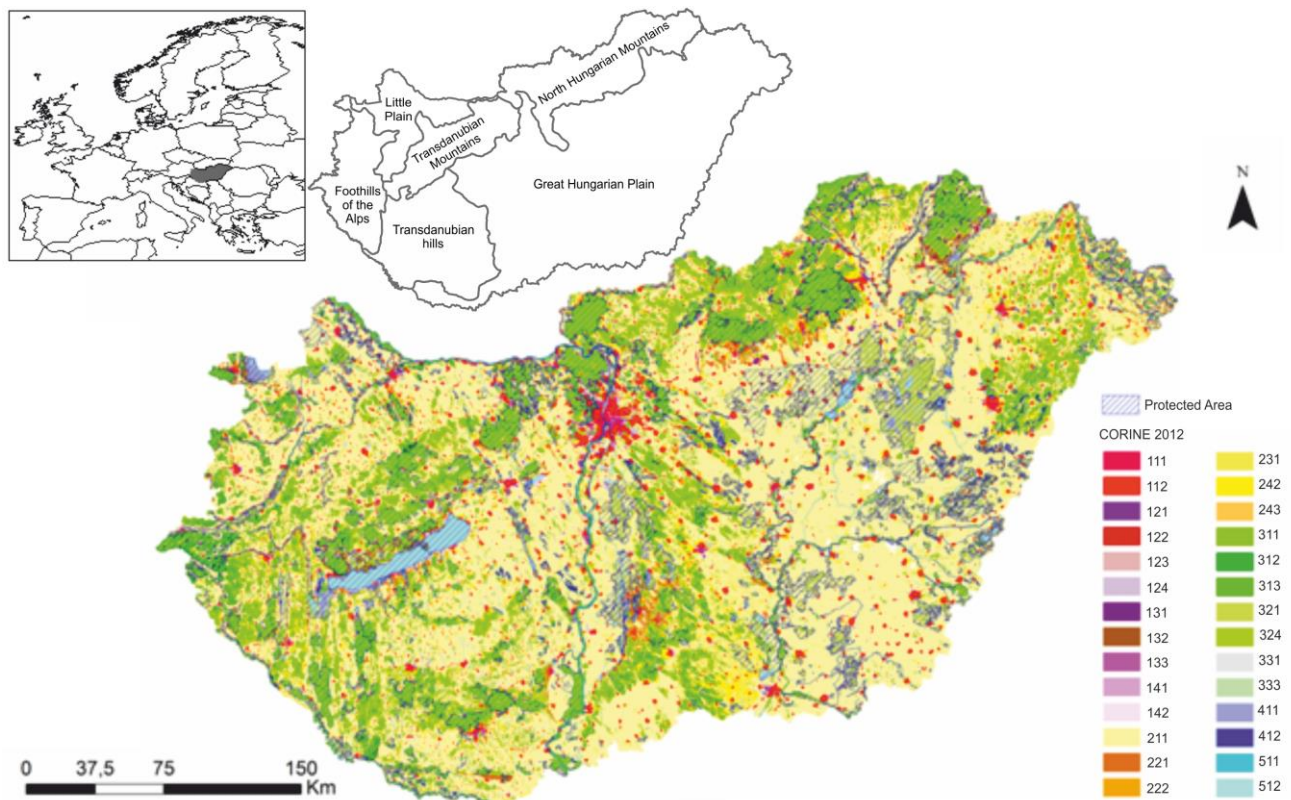 North Hungarian Mountains
Little
Plain
Transdanubian
Mountains
Great Hungarian Plain
Foothills
of the
Alps
Transdanubian
hills
N
Protected Area
CORINE 2012
111
112
121
122
123
124
131
132
133
141
142
211
221
222
231
242
243
311
312
313
321
324
331
333
411
412
511
512
0 37,5 75 150
Km